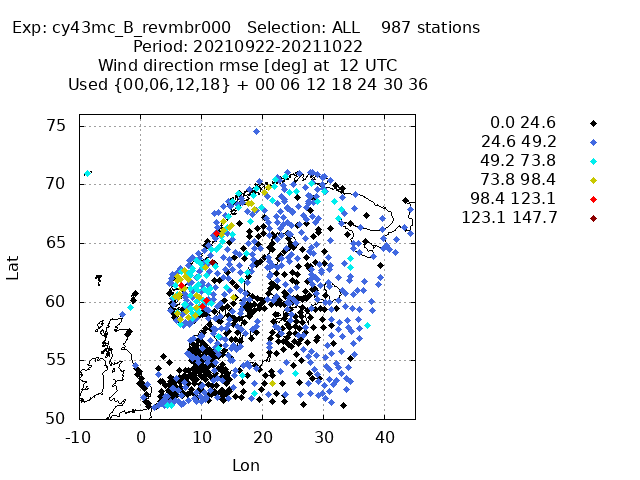 Exp: cy43mc_B_revmbr000   Selection: ALL    987 stations
Period: 20210922-20211022
Wind direction rmse [deg] at  12 UTC
Used {00,06,12,18} + 00 06 12 18 24 30 36
0.0 24.6
24.6 49.2
49.2 73.8
73.8 98.4
98.4 123.1
123.1 147.7
75
70
65
60
55
50
Lat
-10 0 10 20 30 40
Lon